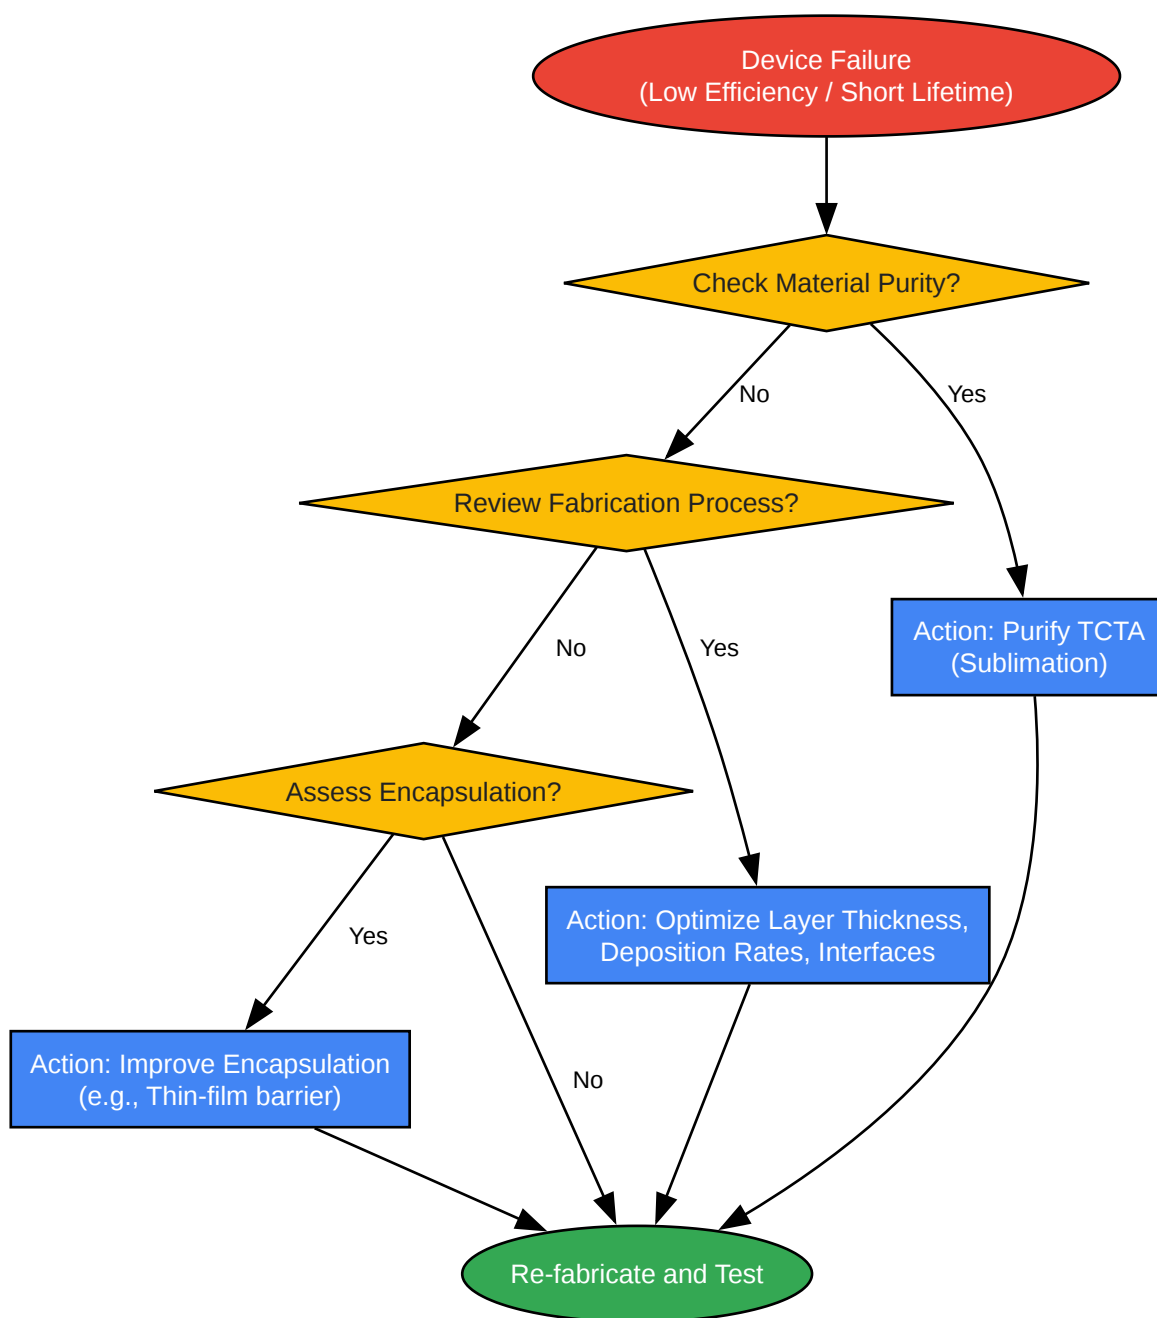 Device Failure
(Low Efficiency / Short Lifetime)
Check Material Purity?
No
Yes
Review Fabrication Process?
No
Yes
Action: Purify TCTA
(Sublimation)
Assess Encapsulation?
Action: Optimize Layer Thickness,
Deposition Rates, Interfaces
Yes
No
Action: Improve Encapsulation
(e.g., Thin-film barrier)
Re-fabricate and Test